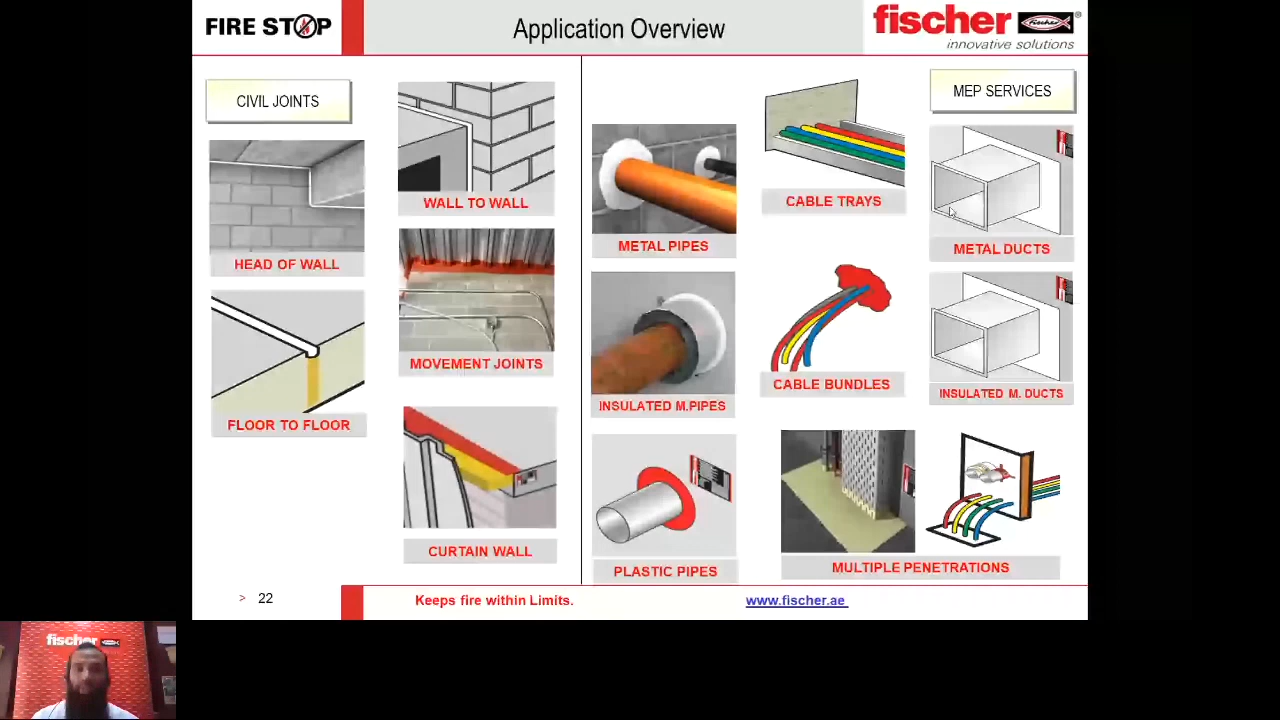 FIRE STOP
Application Overview
fischer
fischer
innovative solutions
CIVIL JOINTS
MEP SERVICES
HEAD OF WALL
FLOOR TO FLOOR
WALL TO WALL
MOVEMENT JOINTS
CURTAIN WALL
METAL PIPES
INSULATED M.PIPES
PLASTIC PIPES
CABLE TRAYS
CABLE BUNDLES
METAL DUCTS
INSULATED M. DUCTS
MULTIPLE PENETRATIONS
> 22
Keeps fire within Limits.
www.fischer.ae
fischer